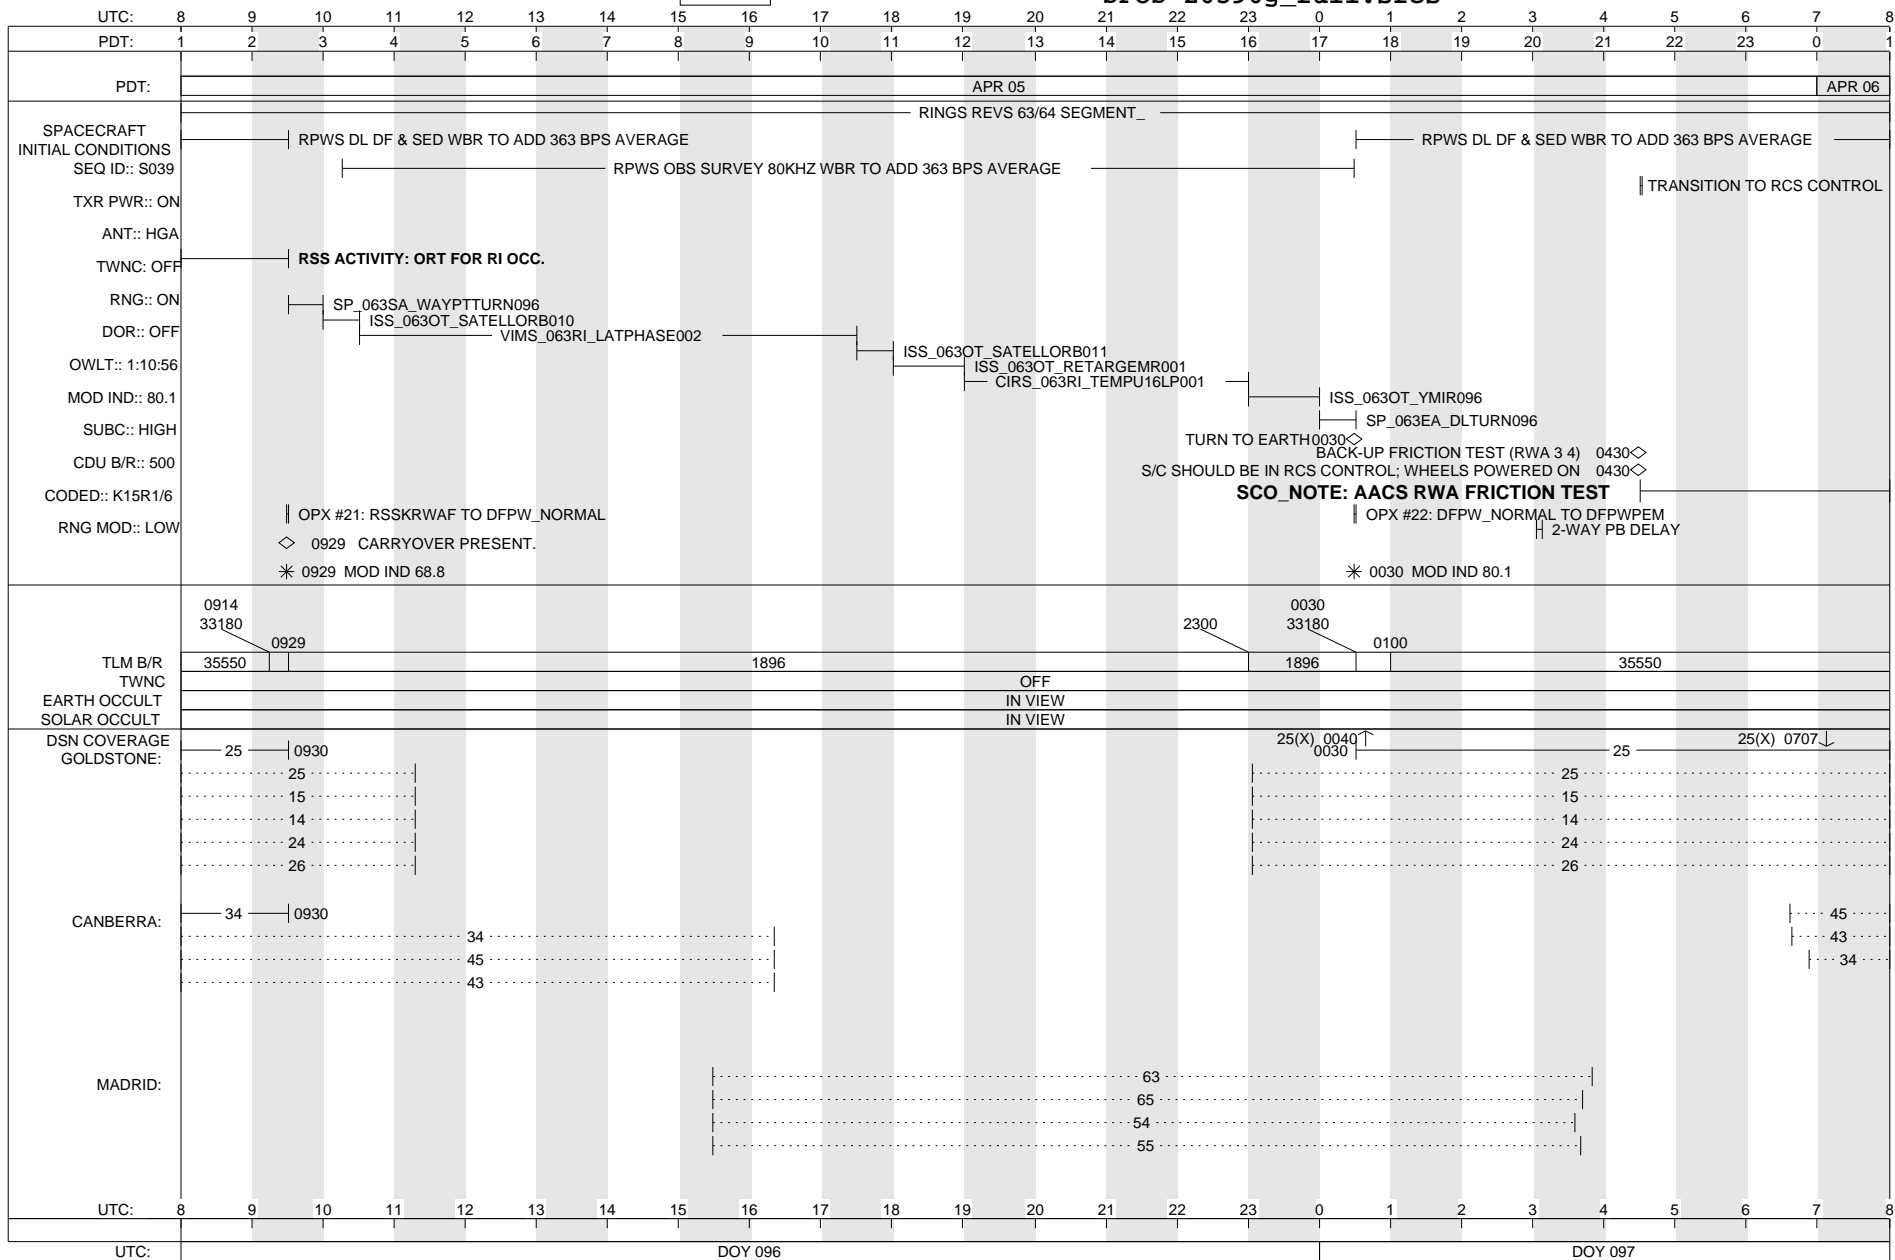 UTC: 8 9 10 11 12 13 14 15 16 17 18 19 20 21 22 23 0 1 2 3 4 5 6 7 8
PDT: 1 2 3 4 5 6 7 8 9 10 11 12 13 14 15 16 17 18 19 20 21 22 23 0 1
PDT: APR 05 APR 06
RINGS REVS 63/64 SEGMENT_
SPACECRAFT
INITIAL CONDITIONS
RPWS DL DF & SED WBR TO ADD 363 BPS AVERAGE RPWS DL DF & SED WBR TO ADD 363 BPS AVERAGE
SEQ ID:: S039 RPWS OBS SURVEY 80KHZ WBR TO ADD 363 BPS AVERAGE
TRANSITION TO RCS CONTROL
TXR PWR:: ON
ANT:: HGA
RSS ACTIVITY: ORT FOR RI OCC.
TWNC: OFF
RNG:: ON SP_063SA_WAYPTTURN096
ISS_063OT_SATELLORB010
DOR:: OFF VIMS_063RI_LATPHASE002
ISS_063OT_SATELLORB011
OWLT:: 1:10:56 ISS_063OT_RETARGEMR001
CIRS_063RI_TEMPU16LP001
MOD IND:: 80.1 ISS_063OT_YMIR096
SP_063EA_DLTURN096
SUBC:: HIGH
TURN TO EARTH 0030
BACK-UP FRICTION TEST (RWA 3 4) 0430
CDU B/R:: 500
S/C SHOULD BE IN RCS CONTROL; WHEELS POWERED ON 0430
CODED:: K15R1/6 SCO_NOTE: AACS RWA FRICTION TEST
OPX #21: RSSKRWAF TO DFPW_NORMAL OPX #22: DFPW_NORMAL TO DFPWPEM
RNG MOD:: LOW 2-WAY PB DELAY
0929 CARRYOVER PRESENT.
0929 MOD IND 68.8 0030 MOD IND 80.1
0914 0030
33180 2300 33180
0929 0100
TLM B/R 35550 1896 1896 35550
TWNC OFF
EARTH OCCULT IN VIEW
SOLAR OCCULT IN VIEW
DSN COVERAGE 25(X) 0040 25(X) 0707
GOLDSTONE: 25 0930 0030 25
25 25
15 15
14 14
24 24
26 26
CANBERRA: 34 0930 45
34 43
45 34
43
MADRID: 63
65
54
55
UTC: 8 9 10 11 12 13 14 15 16 17 18 19 20 21 22 23 0 1 2 3 4 5 6 7 8
UTC: DOY 096 DOY 097